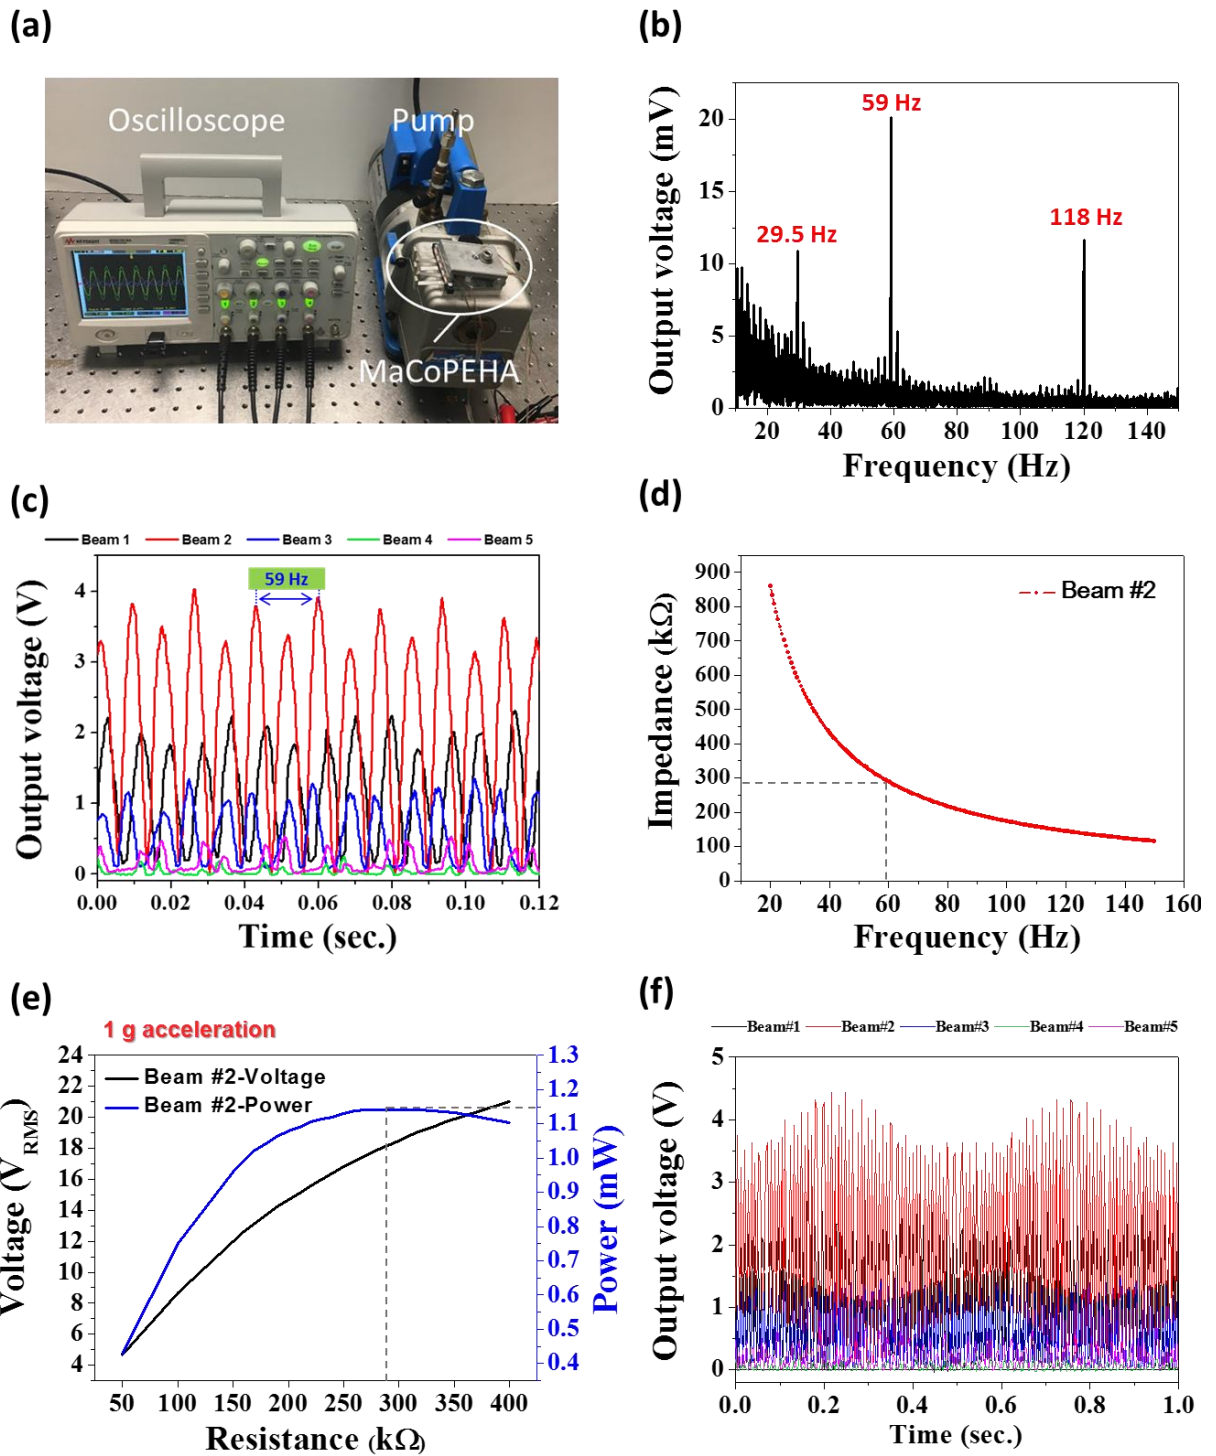 (a)
Oscilloscope
Pump
MaCoPEHA
(b)
Output voltage (mV)
20
15
10
5
0
29.5 Hz
59 Hz
118 Hz
20 40 60 80 100 120 140
Frequency (Hz)
(c)
Beam 1 Beam 2 Beam 3 Beam 4 Beam 5
Output voltage (V)
4
3
2
1
0
59 Hz
0.00 0.02 0.04 0.06 0.08 0.10 0.12
Time (sec.)
(d)
Impedance (kΩ)
900
800
700
600
500
400
300
200
100
0
Beam #2
20 40 60 80 100 120 140 160
Frequency (Hz)
(e)
1 g acceleration
Voltage (VRMS)
24
22
20
18
16
14
12
10
8
6
4
Beam #2-Voltage
Beam #2-Power
1.3
1.2
1.1
1.0
0.9
0.8
0.7
0.6
0.5
0.4
Power (mW)
50 100 150 200 250 300 350 400
Resistance (kΩ)
(f)
Beam#1 Beam#2 Beam#3 Beam#4 Beam#5
Output voltage (V)
5
4
3
2
1
0
0.0 0.2 0.4 0.6 0.8 1.0
Time (sec.)